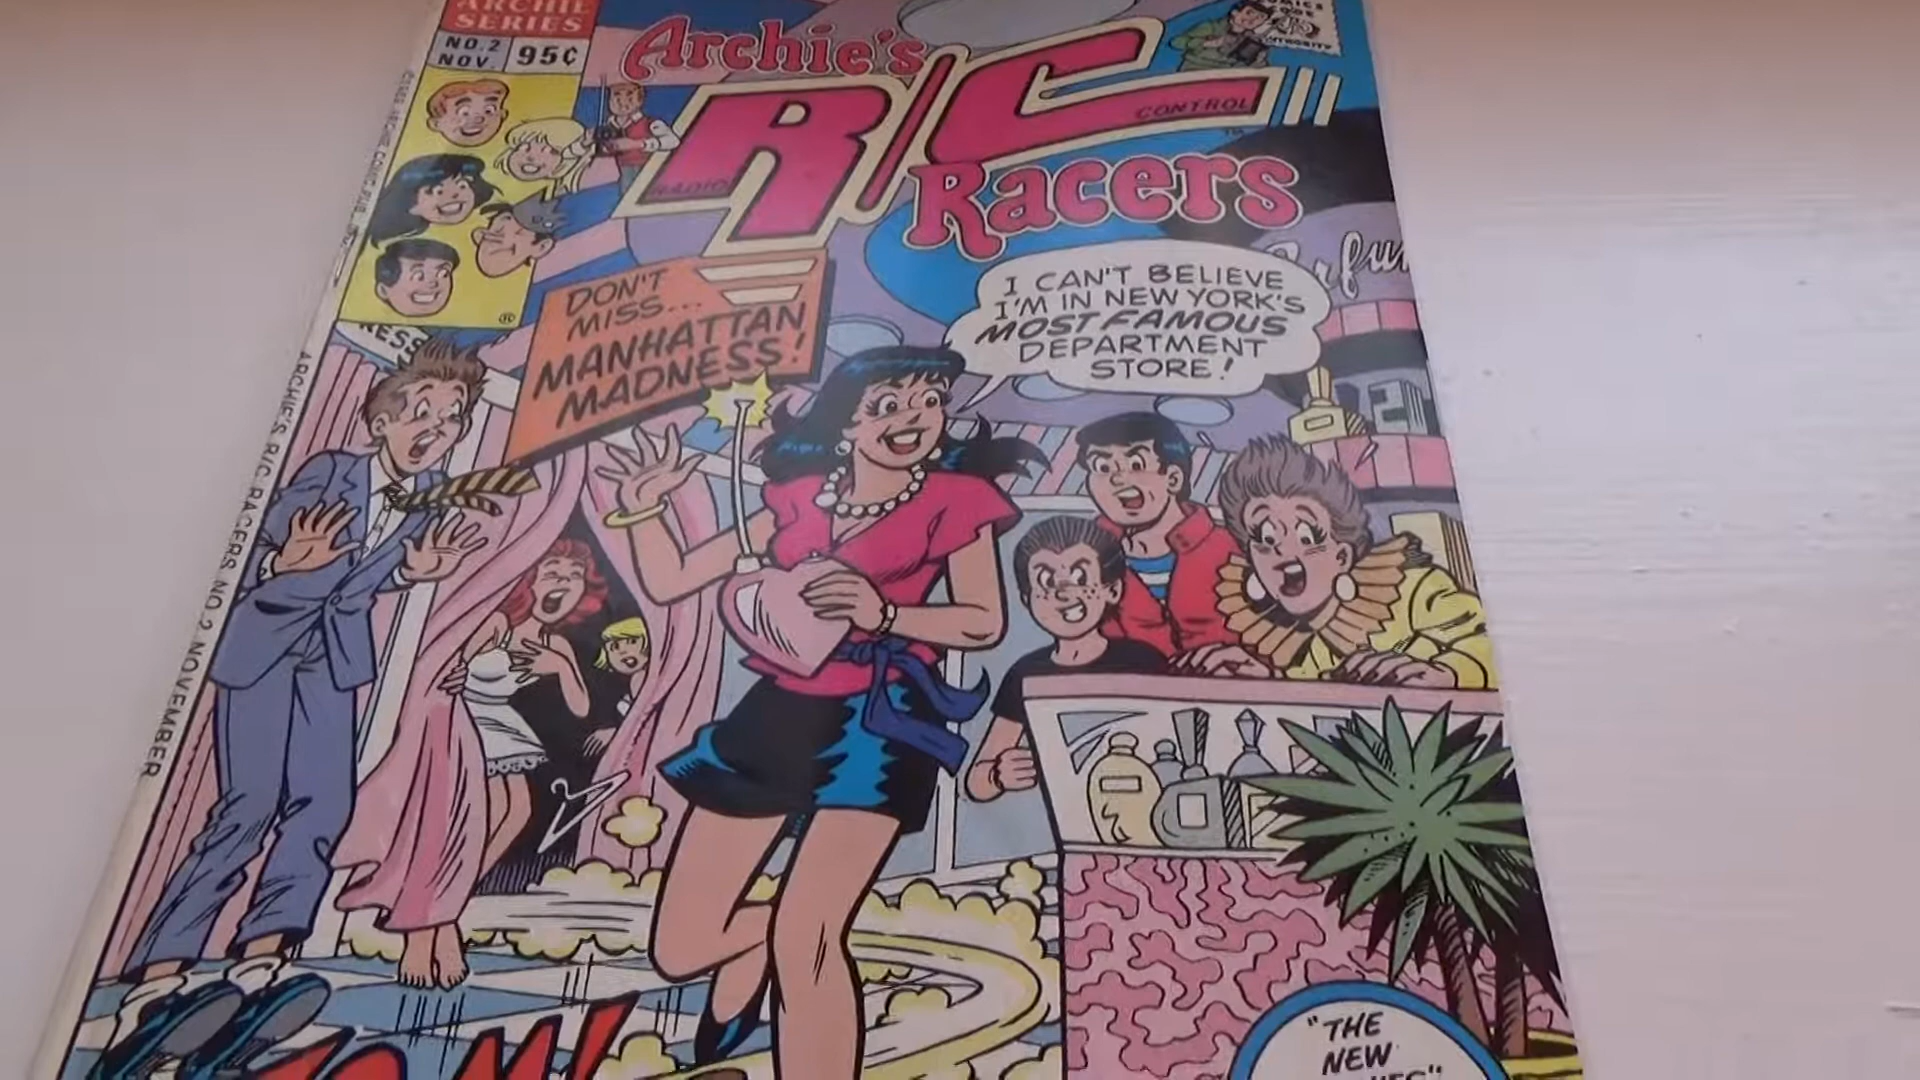 ARCHIE
SERIES
NO.2
NOV.
95¢
Archie's
R/C
RADIO
CONTROL
TM
Racers
DON'T
MISS...
MANHATTAN
MADNESS!
I CAN'T BELIEVE
I'M IN NEW YORK'S
MOST FAMOUS
DEPARTMENT
STORE!
ARCHIE'S R/C RACERS NO. 2 NOVEMBER
"THE
NEW